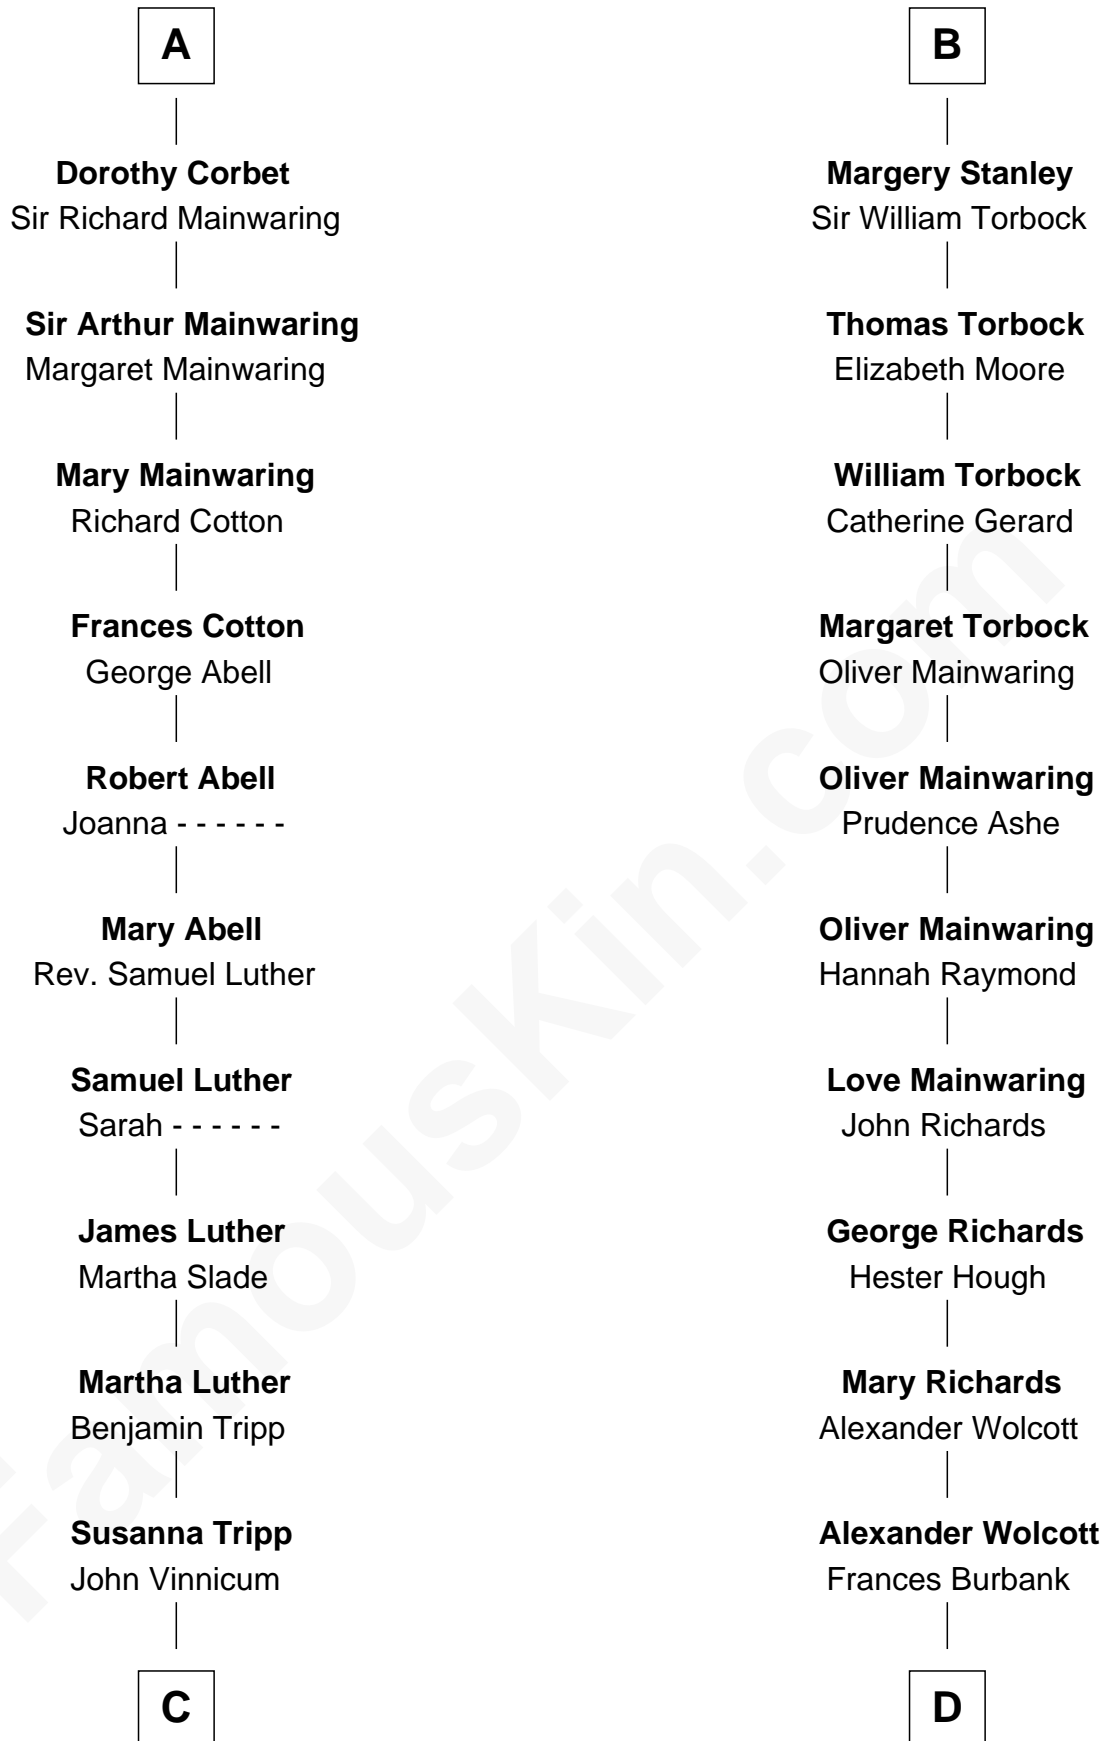 A
Dorothy Corbet
Sir Richard Mainwaring
Sir Arthur Mainwaring
Margaret Mainwaring
Mary Mainwaring
Richard Cotton
Frances Cotton
George Abell
Robert Abell
Joanna - - - - - -
Mary Abell
Rev. Samuel Luther
Samuel Luther
Sarah - - - - - -
James Luther
Martha Slade
Martha Luther
Benjamin Tripp
Susanna Tripp
John Vinnicum
C
B
Margery Stanley
Sir William Torbock
Thomas Torbock
Elizabeth Moore
William Torbock
Catherine Gerard
Margaret Torbock
Oliver Mainwaring
Oliver Mainwaring
Prudence Ashe
Oliver Mainwaring
Hannah Raymond
Love Mainwaring
John Richards
George Richards
Hester Hough
Mary Richards
Alexander Wolcott
Alexander Wolcott
Frances Burbank
D
FamousKin.com